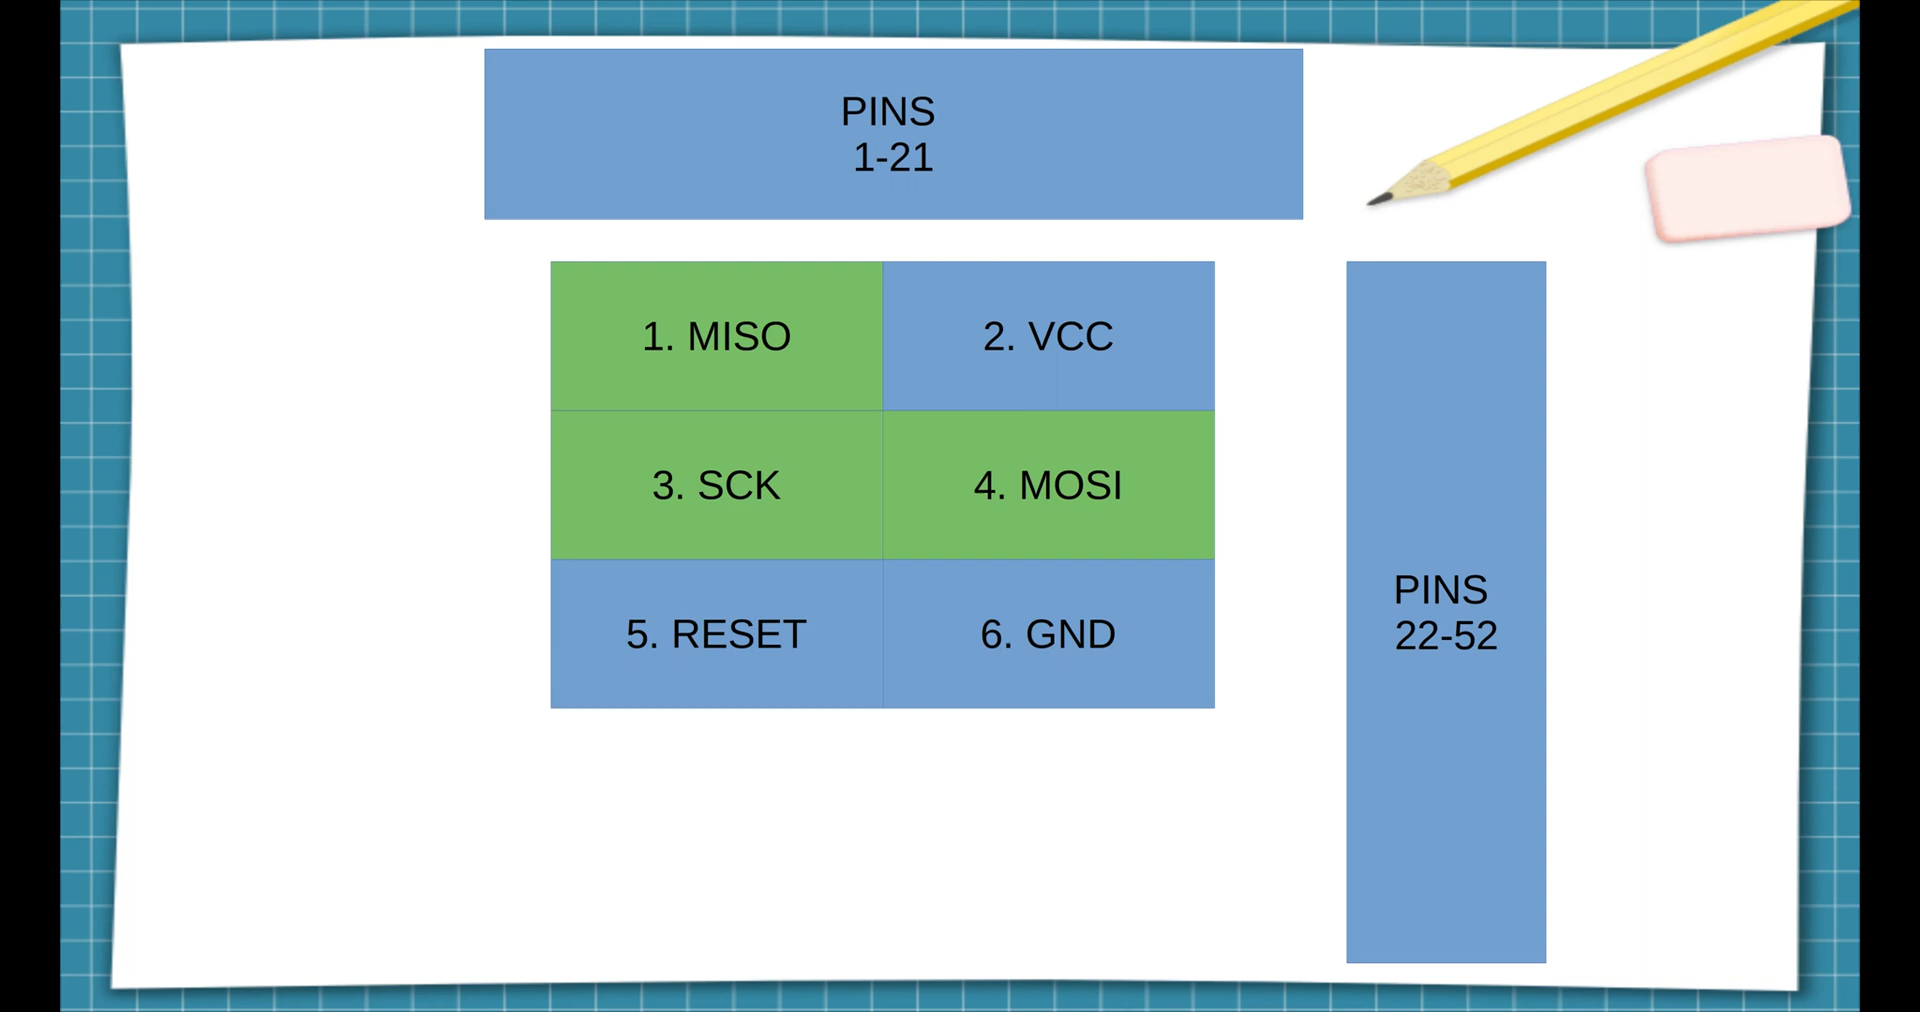 PINS
1-21
1. MISO
2. VCC
3. SCK
4. MOSI
5. RESET
6. GND
PINS
22-52